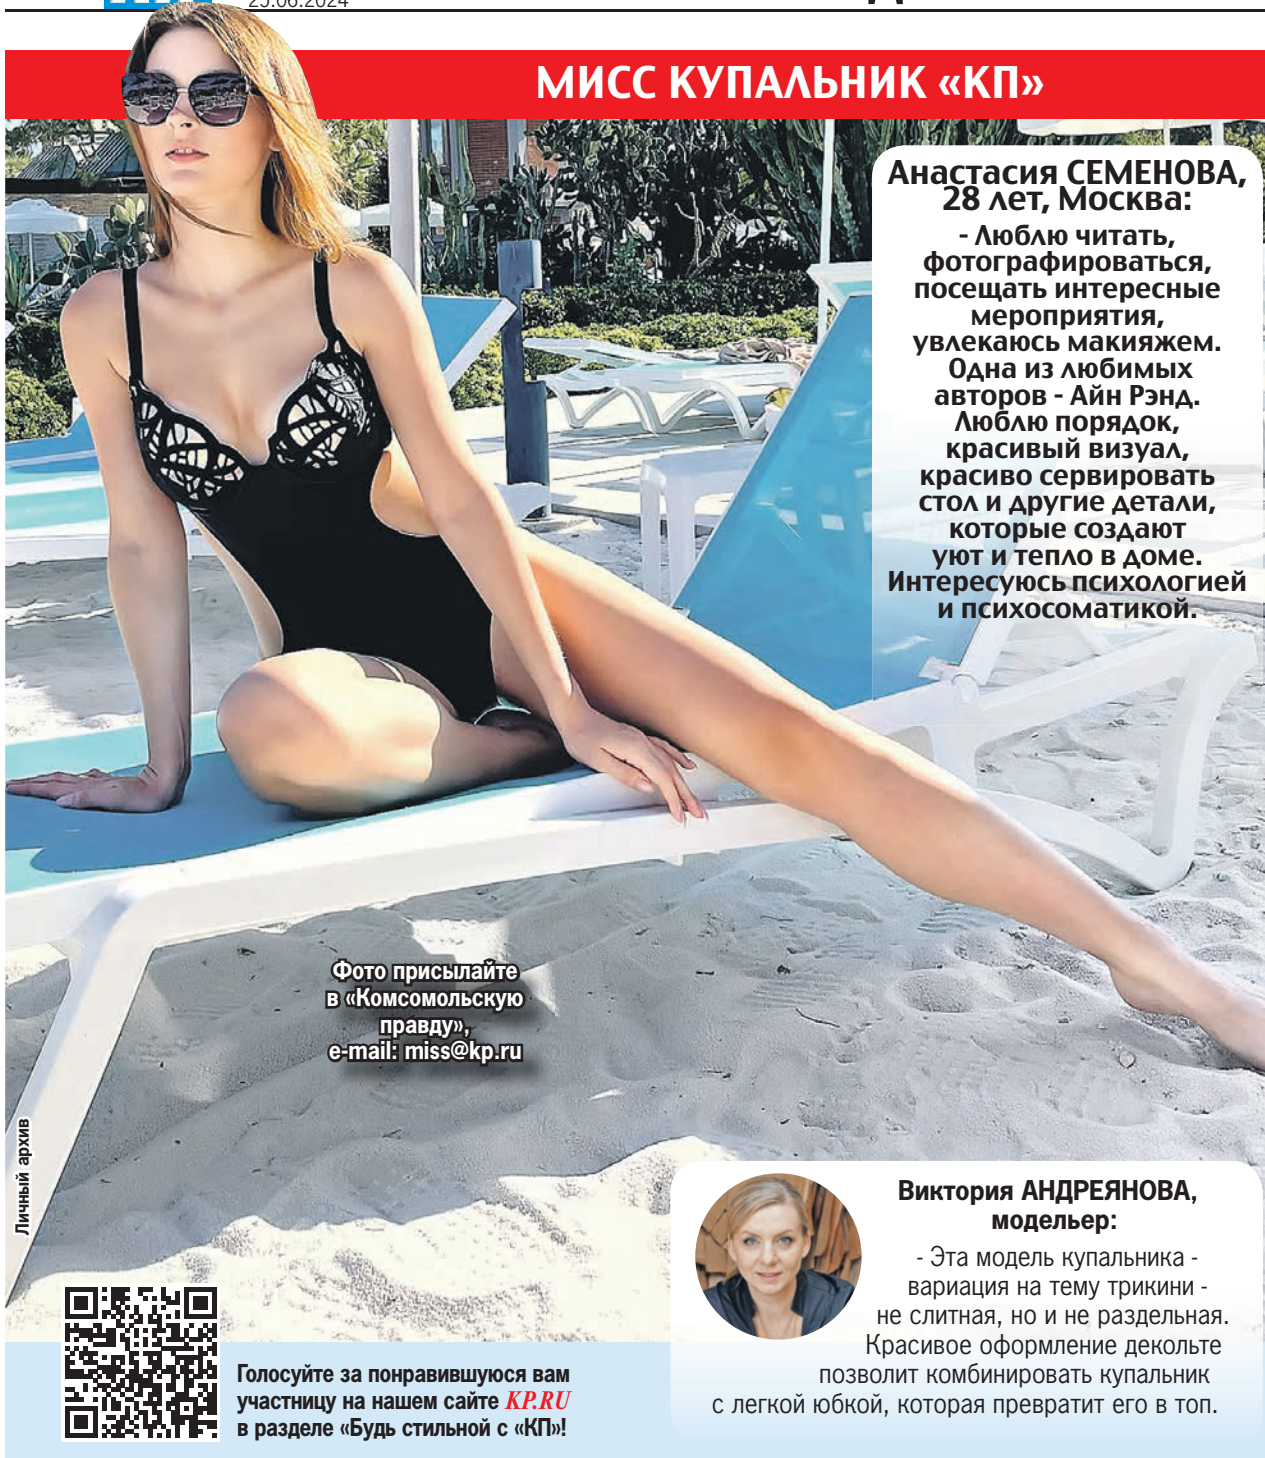 25.06.2024
МИСС КУПАЛЬНИК «КП»
Анастасия СЕМЕНОВА,
28 лет, Москва:
- Люблю читать,
фотографироваться,
посещать интересные
мероприятия,
увлекаюсь макияжем.
Одна из любимых
авторов - Айн Рэнд.
Люблю порядок,
красивый визуал,
красиво сервировать
стол и другие детали,
которые создают
уют и тепло в доме.
Интересуюсь психологией
и психосоматикой.
Фото присылайте
в «Комсомольскую
правду»,
e-mail: miss@kp.ru
Личный архив
Виктория АНДРЕЯНОВА,
модельер:
- Эта модель купальника -
вариация на тему трикини -
не слитная, но и не раздельная.
Красивое оформление декольте
позволит комбинировать купальник
с легкой юбкой, которая превратит его в топ.
Голосуйте за понравившуюся вам
участницу на нашем сайте KP.RU
в разделе «Будь стильной с «КП»!